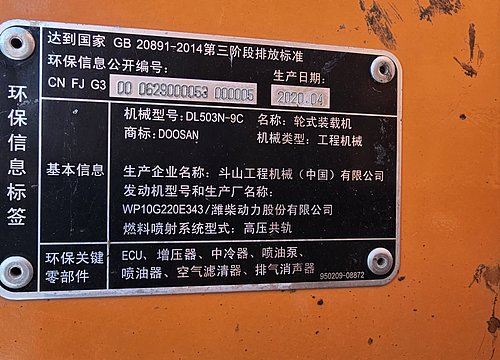 达到国家 GB 20891-2014第三阶段排放标准
环保信息公开编号：
生产日期：
CN FJ G3 00 0629000053 000005 2020.04
环保信息标签
机械型号：DL503N-9C 名称：轮式装载机
商标：DOOSAN 机械类型：工程机械
基本信息
生产企业名称：斗山工程机械（中国）有限公司
发动机型号和生产厂名称：
WP10G220E343/潍柴动力股份有限公司
燃料喷射系统型式：高压共轨
环保关键
零部件
ECU、增压器、中冷器、喷油泵、
喷油器、空气滤清器、排气消声器
950209-08872